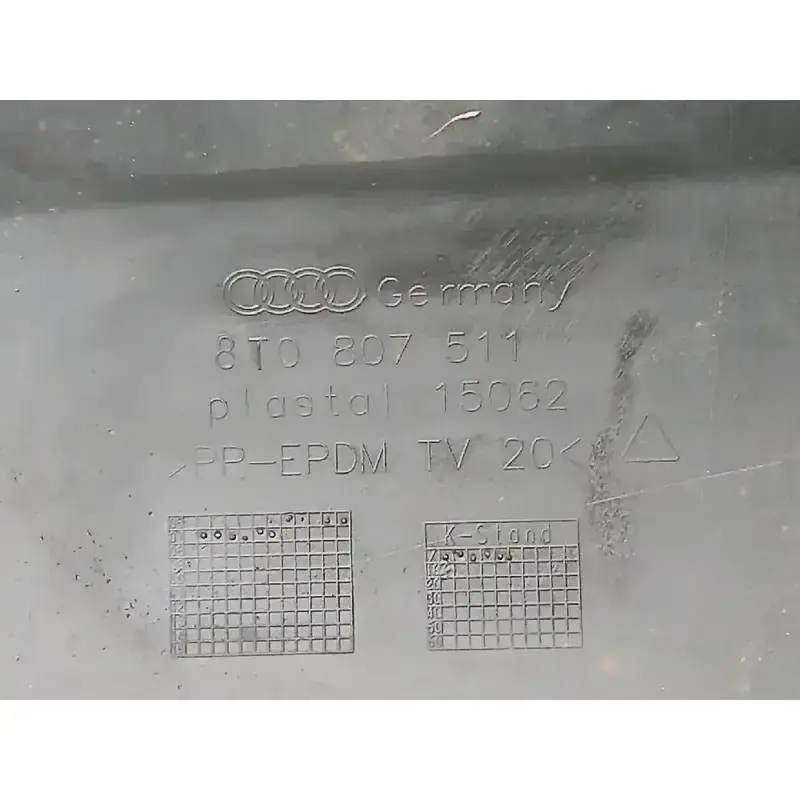 Germany
8T0 807 511
plastal 15062
>PP-EPDM TV 20<
K-Stand